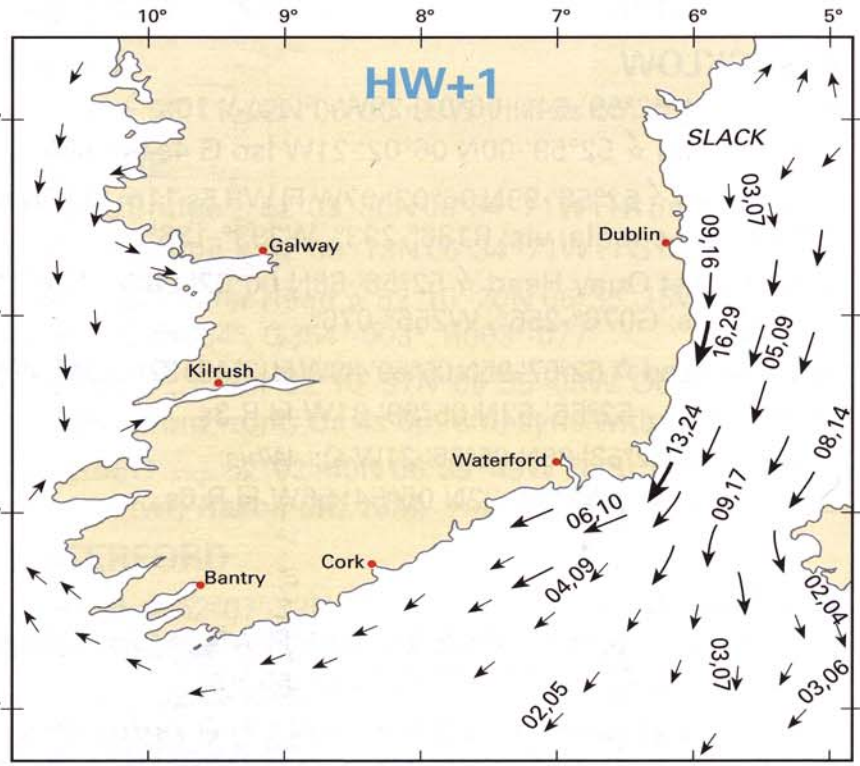 10° 9° 8° 7° 6° 5°
HW+1
SLACK
03,07
Dublin
09,16
Galway
16,29
05,09
Kilrush
13,24
08,14
Waterford
09,17
06,10
Cork
04,09
Bantry
02,04
03,07
03,06
02,05